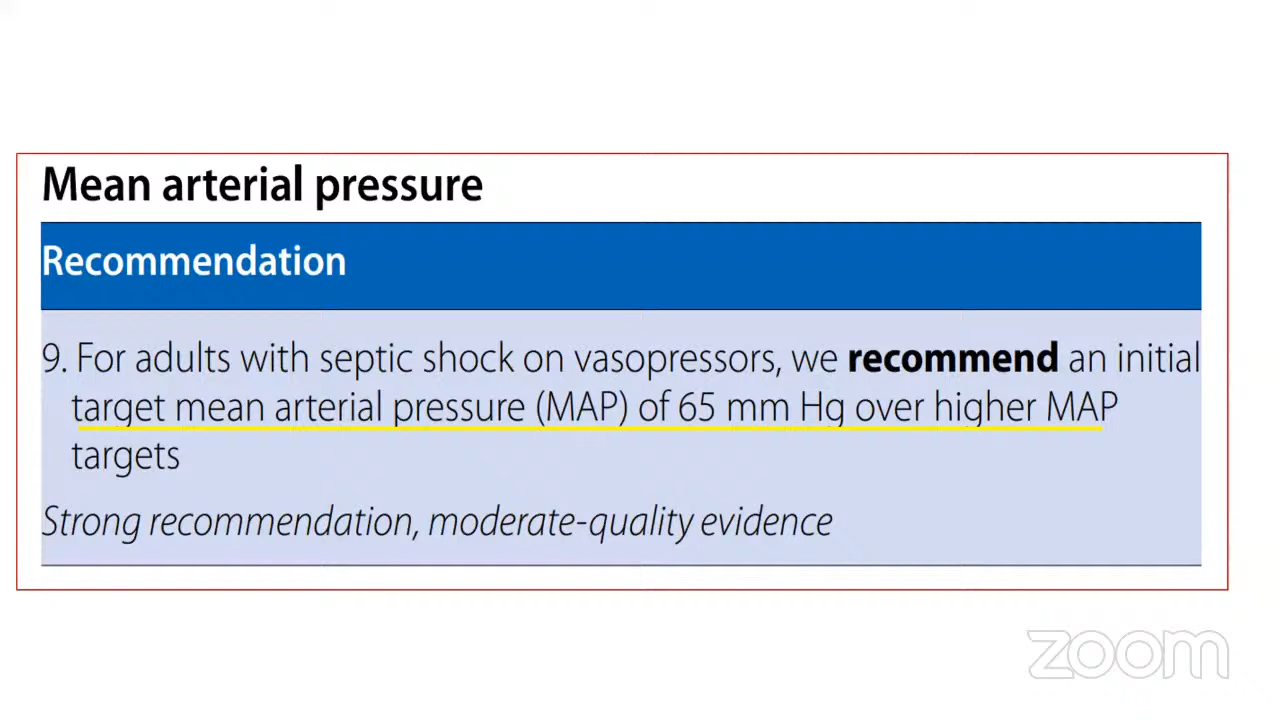 Mean arterial pressure
Recommendation
9. For adults with septic shock on vasopressors, we recommend an initial
target mean arterial pressure (MAP) of 65 mm Hg over higher MAP
targets
Strong recommendation, moderate-quality evidence
zoom